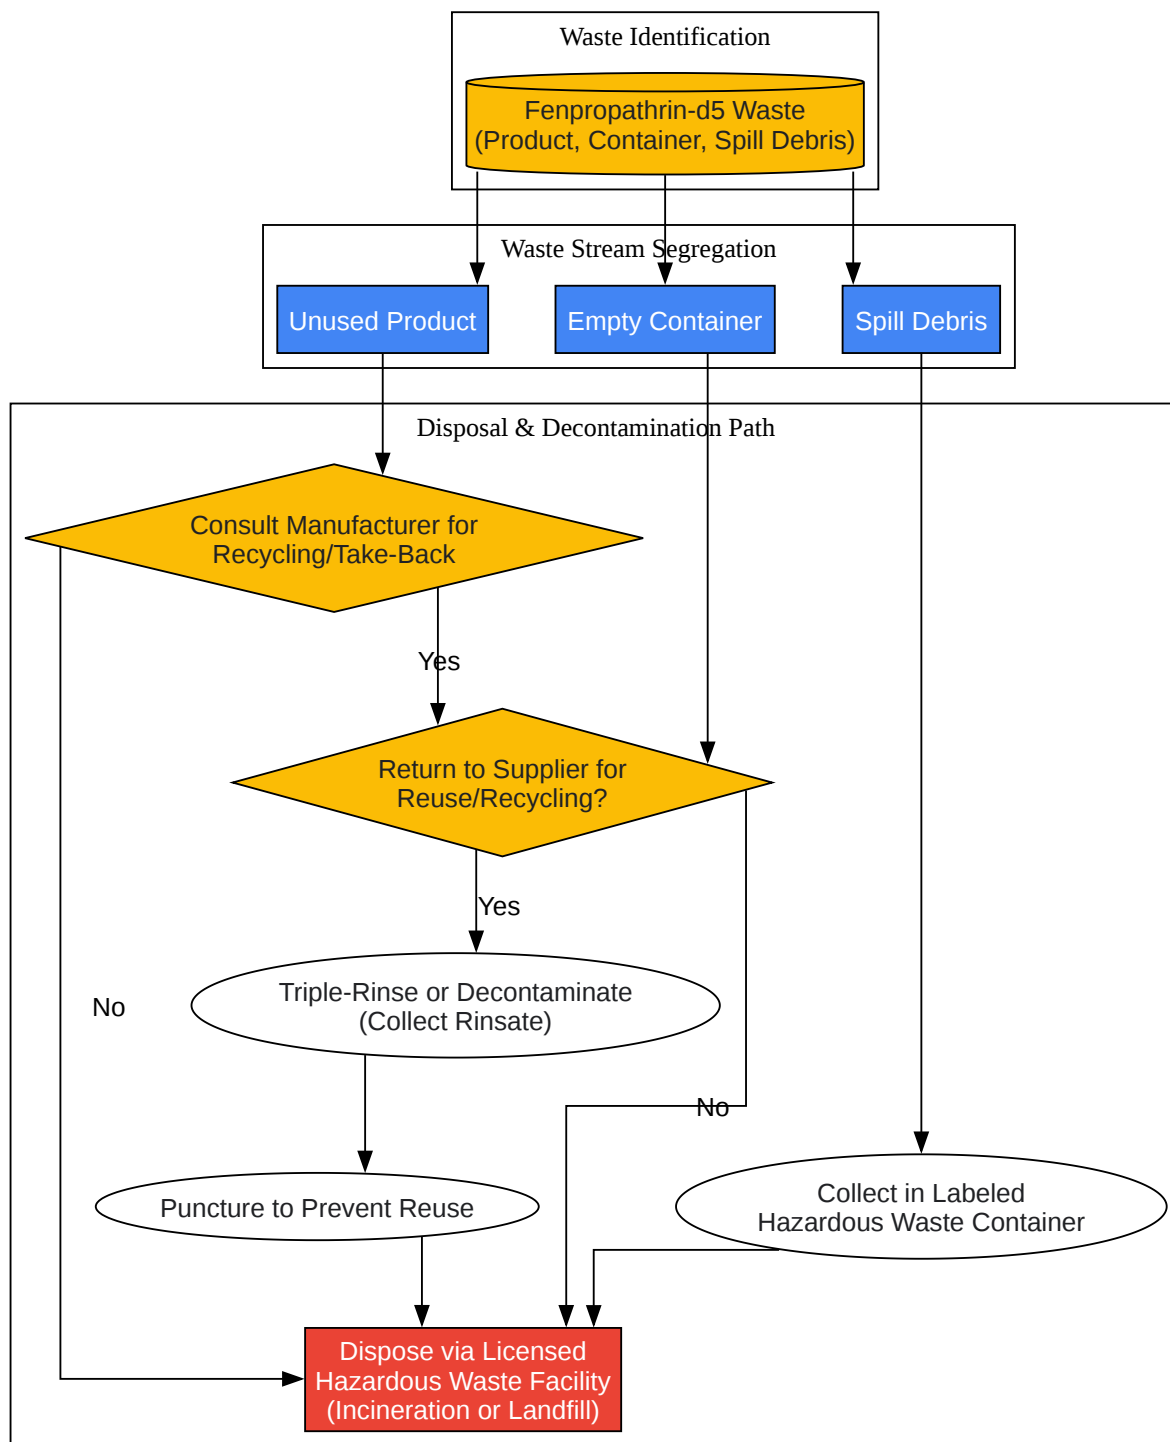 Waste Identification
Fenpropathrin-d5 Waste
(Product, Container, Spill Debris)
Waste Stream Segregation
Unused Product
Empty Container
Spill Debris
Disposal & Decontamination Path
Consult Manufacturer for
Recycling/Take-Back
Yes
Return to Supplier for
Reuse/Recycling?
Yes
Triple-Rinse or Decontaminate
(Collect Rinsate)
No
No
Puncture to Prevent Reuse
Collect in Labeled
Hazardous Waste Container
Dispose via Licensed
Hazardous Waste Facility
(Incineration or Landfill)